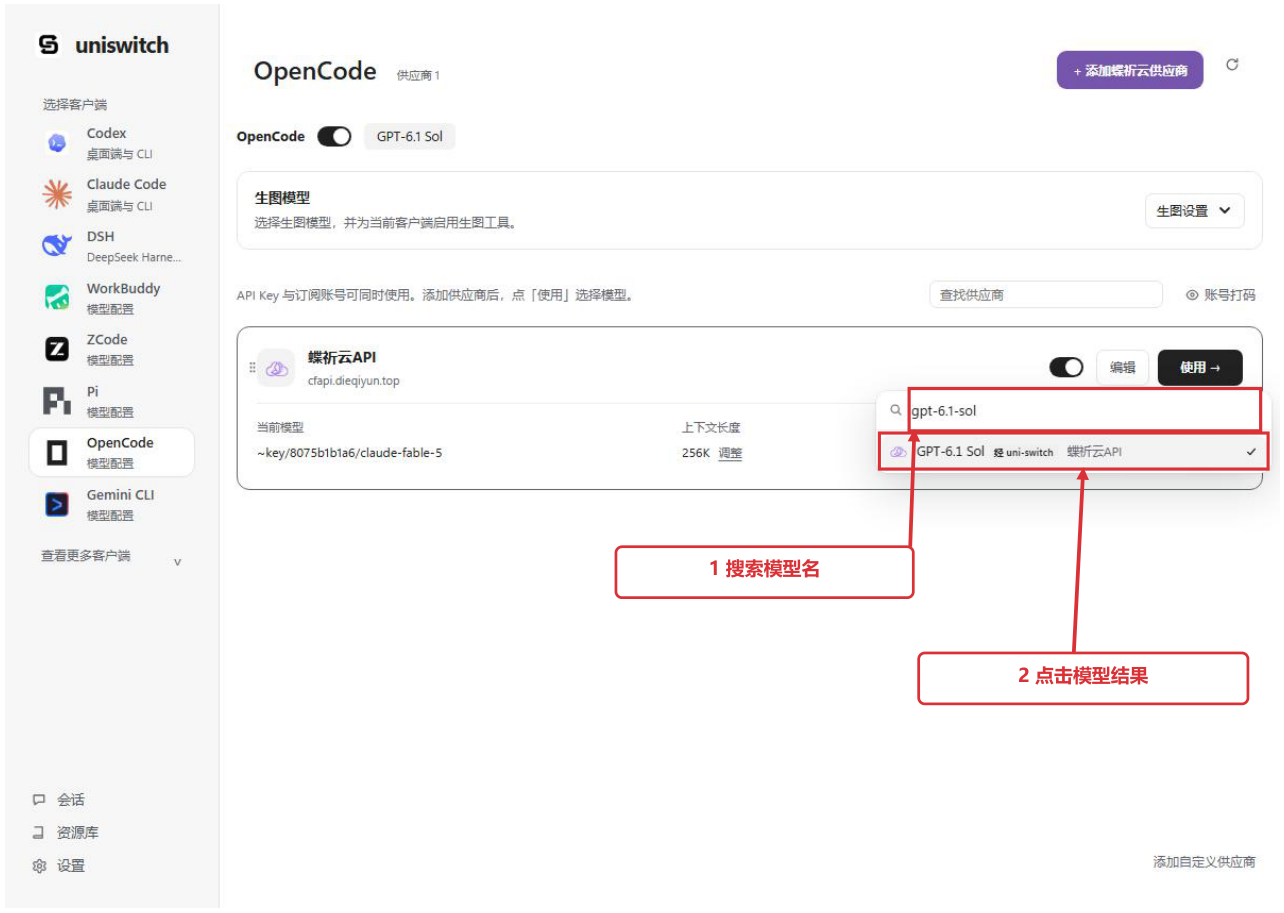 uniswitch
选择客户端
Codex
桌面端与 CLI
Claude Code
桌面端与 CLI
DSH
DeepSeek Harne...
WorkBuddy
模型配置
ZCode
模型配置
Pi
模型配置
OpenCode
模型配置
Gemini CLI
模型配置
查看更多客户端 v
会话
资源库
设置
OpenCode 供应商 1
+ 添加蝶祈云供应商
OpenCode GPT-6.1 Sol
生图模型
选择生图模型，并为当前客户端启用生图工具。
生图设置
API Key 与订阅账号可同时使用。添加供应商后，点「使用」选择模型。
查找供应商
账号打码
蝶祈云API
cfapi.dieqiyun.top
编辑
使用→
当前模型
~key/8075b1b1a6/claude-fable-5
上下文长度
256K 调整
gpt-6.1-sol
GPT-6.1 Sol 经 uni-switch 蝶祈云API
1 搜索模型名
2 点击模型结果
添加自定义供应商